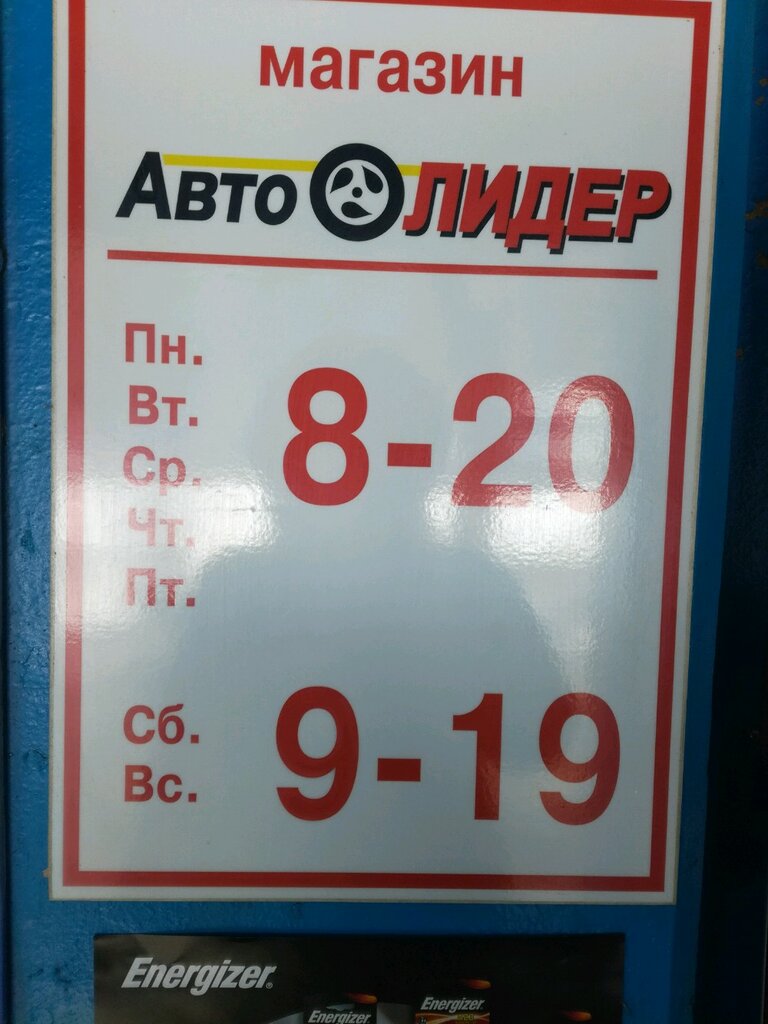 магазин
Авто ЛИДЕР
Пн.
Вт.
Ср.
Чт.
Пт.
8-20
Сб.
Вс.
9-19
Energizer
Energizer
Energizer